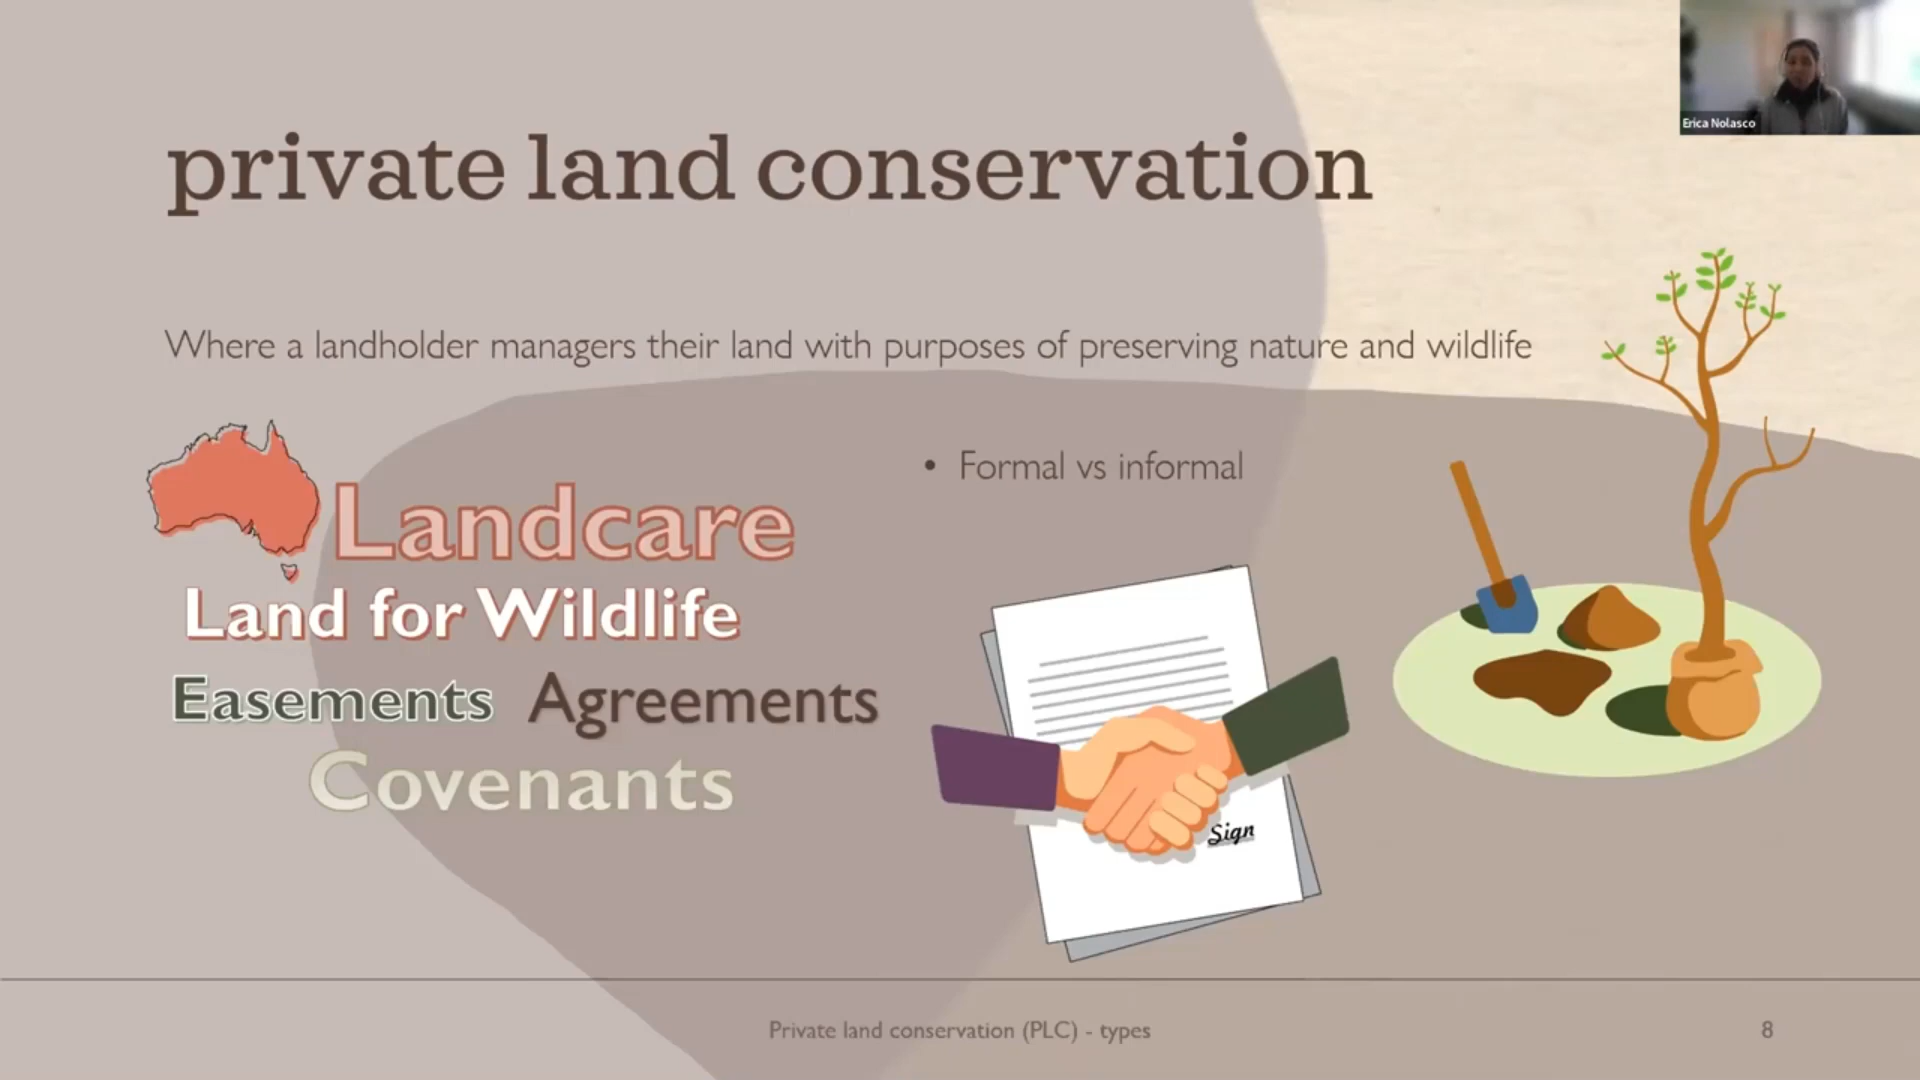 Erica Nolasco
private land conservation
Where a landholder managers their land with purposes of preserving nature and wildlife
• Formal vs informal
Landcare
Land for Wildlife
Easements Agreements
Covenants
Sign
Private land conservation (PLC) - types
8